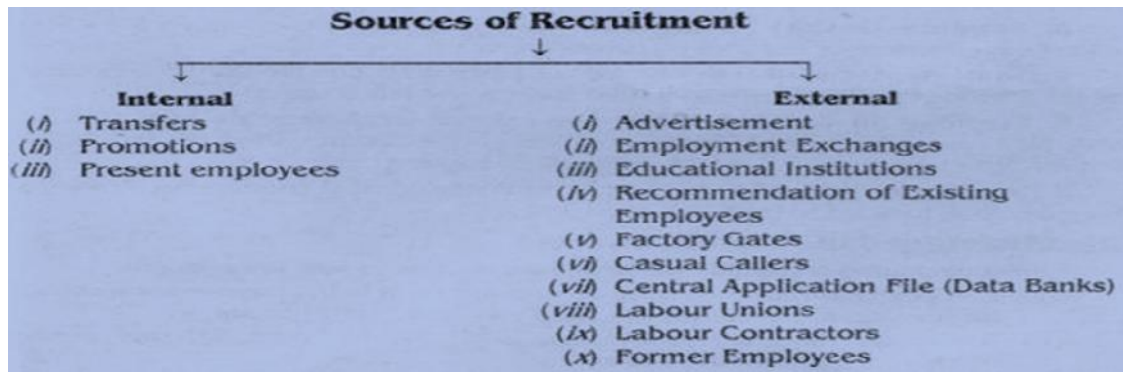 Sources of Recruitment
Internal
(i) Transfers
(ii) Promotions
(iii) Present employees
External
(i) Advertisement
(ii) Employment Exchanges
(iii) Educational Institutions
(iv) Recommendation of Existing
Employees
(v) Factory Gates
(vi) Casual Callers
(vii) Central Application File (Data Banks)
(viii) Labour Unions
(ix) Labour Contractors
(x) Former Employees